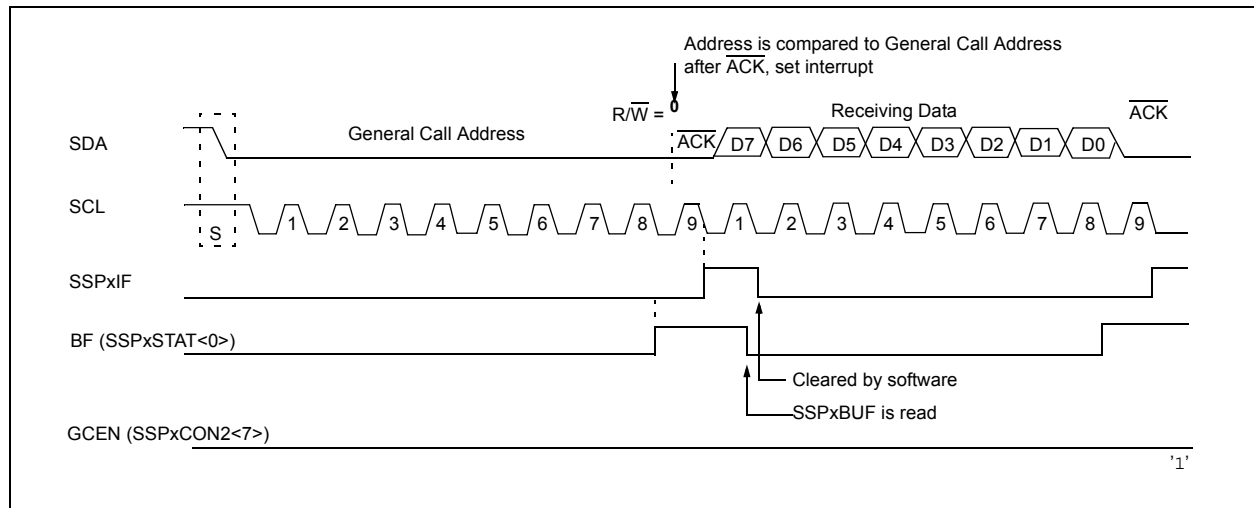 Address is compared to General Call Address
after ACK, set interrupt
R/W = 0
General Call Address
Receiving Data
ACK
SDA
ACK
D7 D6 D5 D4 D3 D2 D1 D0
SCL
S
1 2 3 4 5 6 7 8 9 1 2 3 4 5 6 7 8 9
SSPxIF
BF (SSPxSTAT<0>)
Cleared by software
SSPxBUF is read
GCEN (SSPxCON2<7>)
'1'